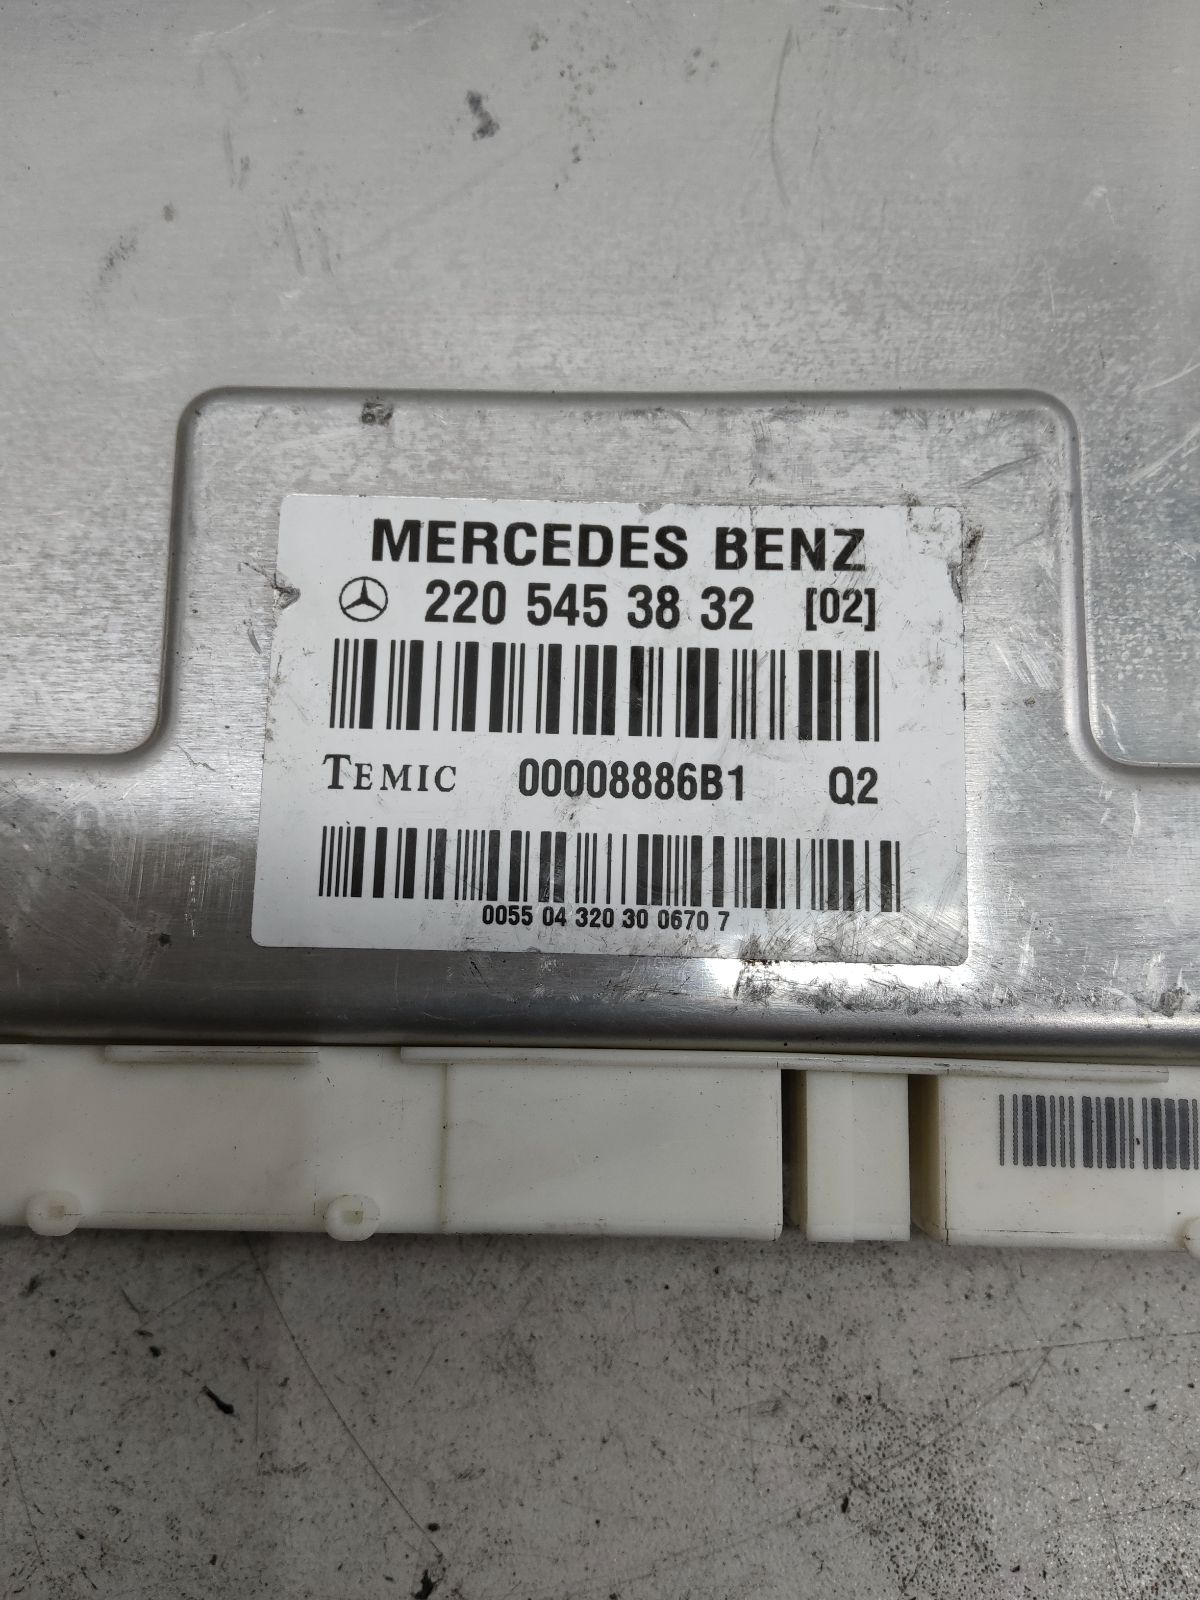 MERCEDES BENZ
220 545 38 32 [02]
TEMIC 00008886B1 Q2
0055 04 320 30 0670 7